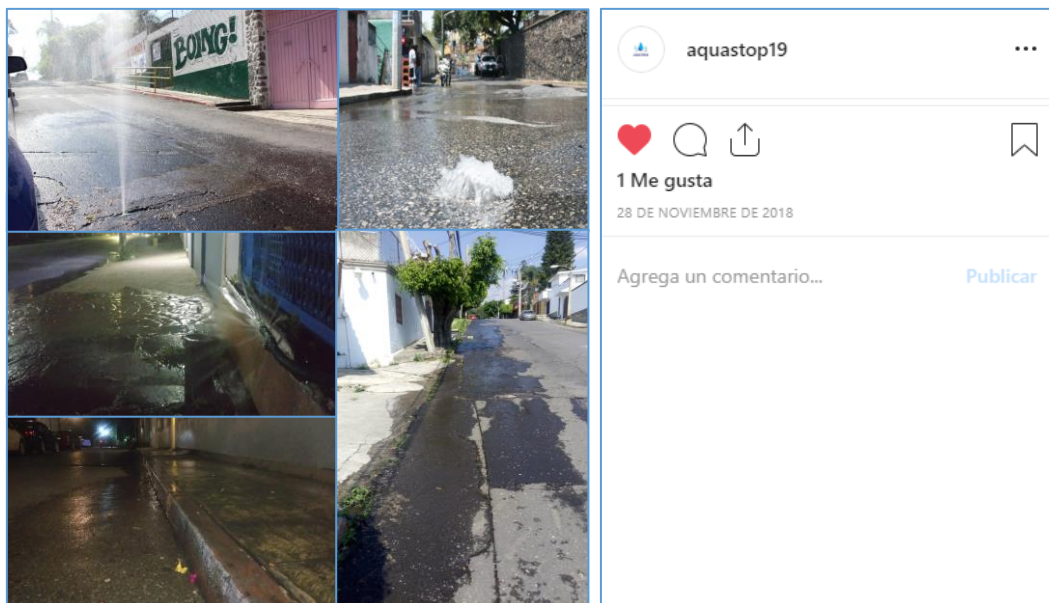 BOING!
aquastop19
1 Me gusta
28 DE NOVIEMBRE DE 2018
Agrega un comentario...
Publicar